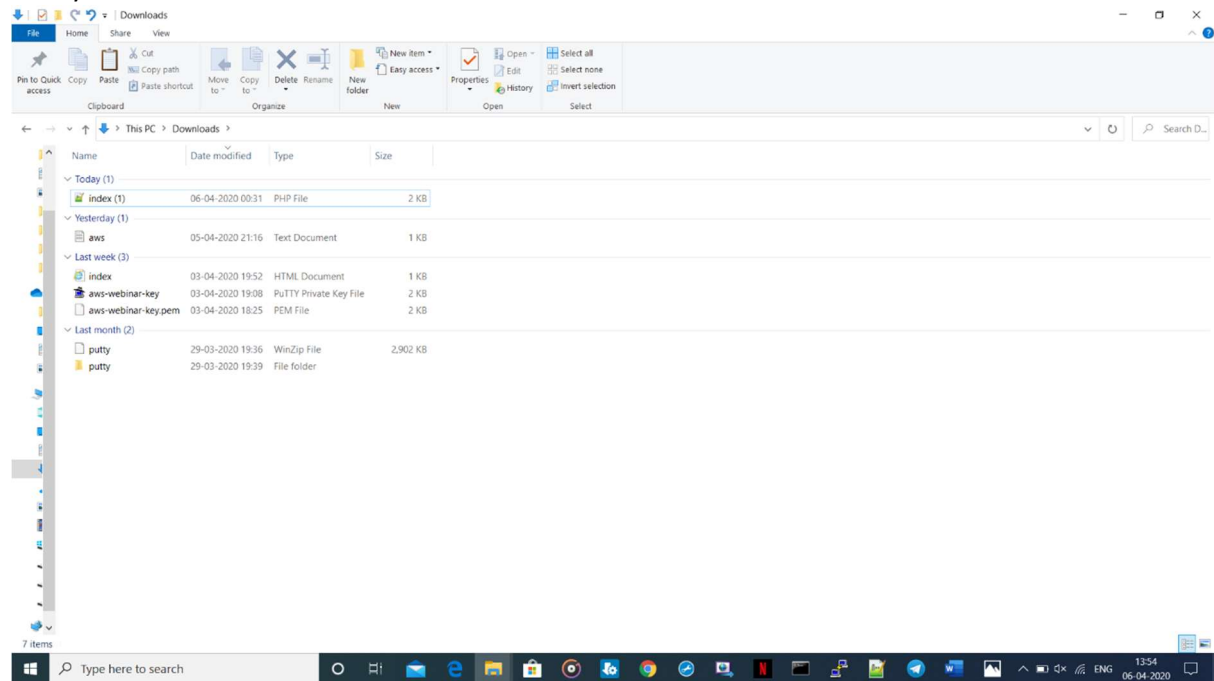 Downloads
File Home Share View
Pin to Quick access
Copy
Paste
Cut
Copy path
Paste shortcut
Clipboard
Move to
Copy to
Delete
Rename
Organize
New folder
New item
Easy access
New
Properties
Open
Edit
History
Open
Select all
Select none
Invert selection
Select
This PC > Downloads >
Search D...
Name Date modified Type Size
Today (1)
index (1) 06-04-2020 00:31 PHP File 2 KB
Yesterday (1)
aws 05-04-2020 21:16 Text Document 1 KB
Last week (3)
index 03-04-2020 19:52 HTML Document 1 KB
aws-webinar-key 03-04-2020 19:08 PuTTY Private Key File 2 KB
aws-webinar-key.pem 03-04-2020 18:25 PEM File 2 KB
Last month (2)
putty 29-03-2020 19:36 WinZip File 2,902 KB
putty 29-03-2020 19:39 File folder
7 items
Type here to search
ENG
13:54
06-04-2020